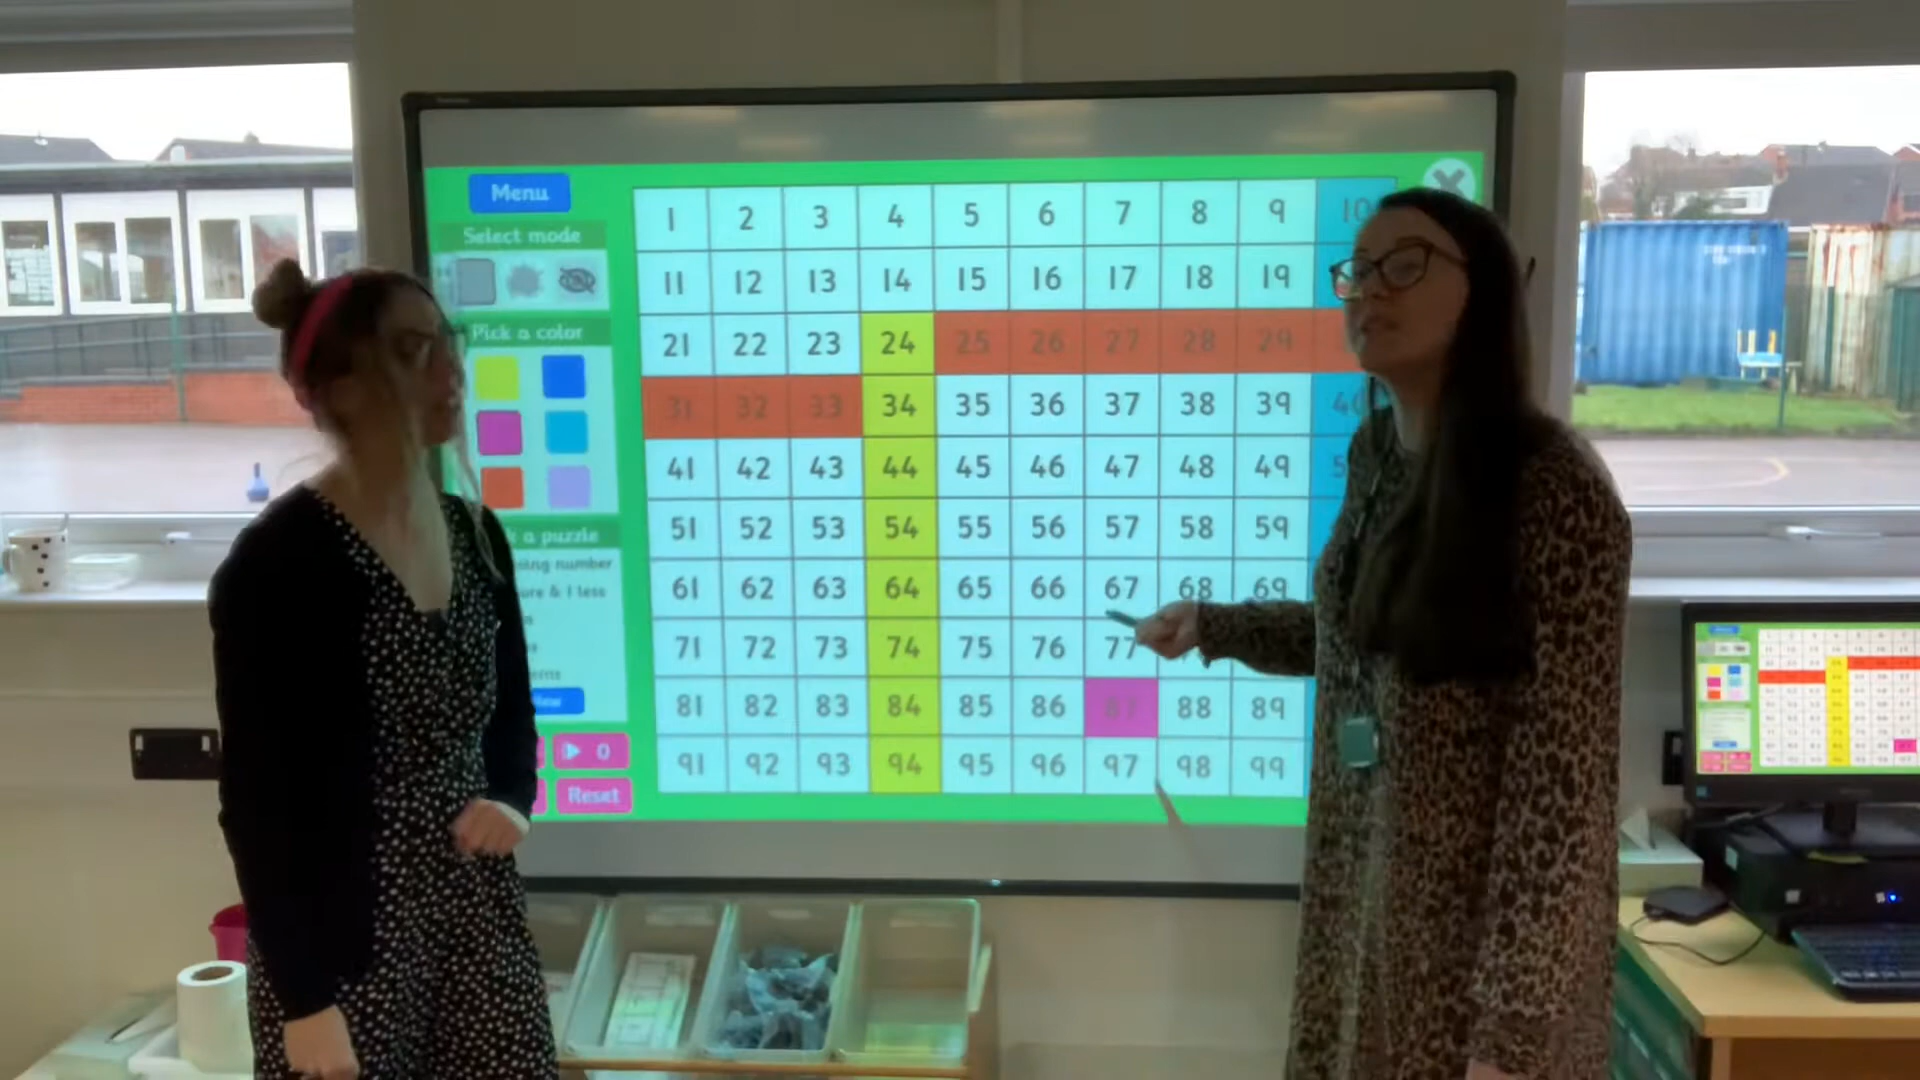 Menu
Select mode
Pick a color
a puzzle
number
& 1 less
0
Reset
1 2 3 4 5 6 7 8 9 10
11 12 13 14 15 16 17 18 19
21 22 23 24 25 26 27 28 29
31 32 33 34 35 36 37 38 39 40
41 42 43 44 45 46 47 48 49
51 52 53 54 55 56 57 58 59
61 62 63 64 65 66 67 68 69
71 72 73 74 75 76 77
81 82 83 84 85 86 87 88 89
91 92 93 94 95 96 97 98 99